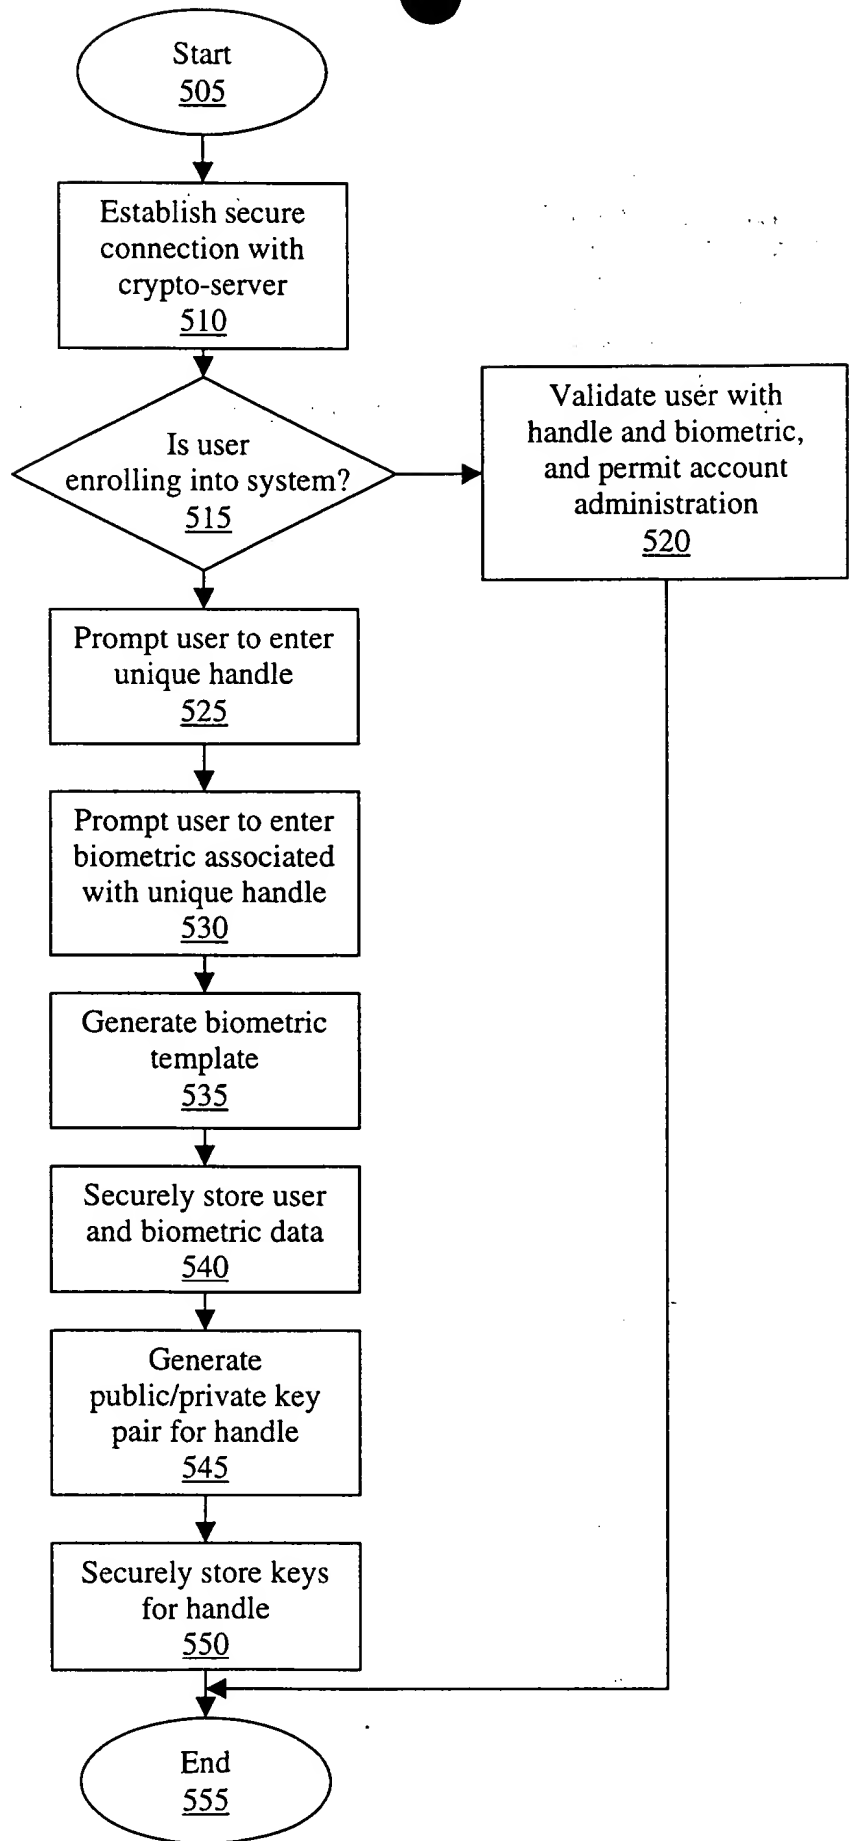 Start
505
Establish secure
connection with
crypto-server
510
Is user
enrolling into system?
515
Validate user with
handle and biometric,
and permit account
administration
520
Prompt user to enter
unique handle
525
Prompt user to enter
biometric associated
with unique handle
530
Generate biometric
template
535
Securely store user
and biometric data
540
Generate
public/private key
pair for handle
545
Securely store keys
for handle
550
End
555